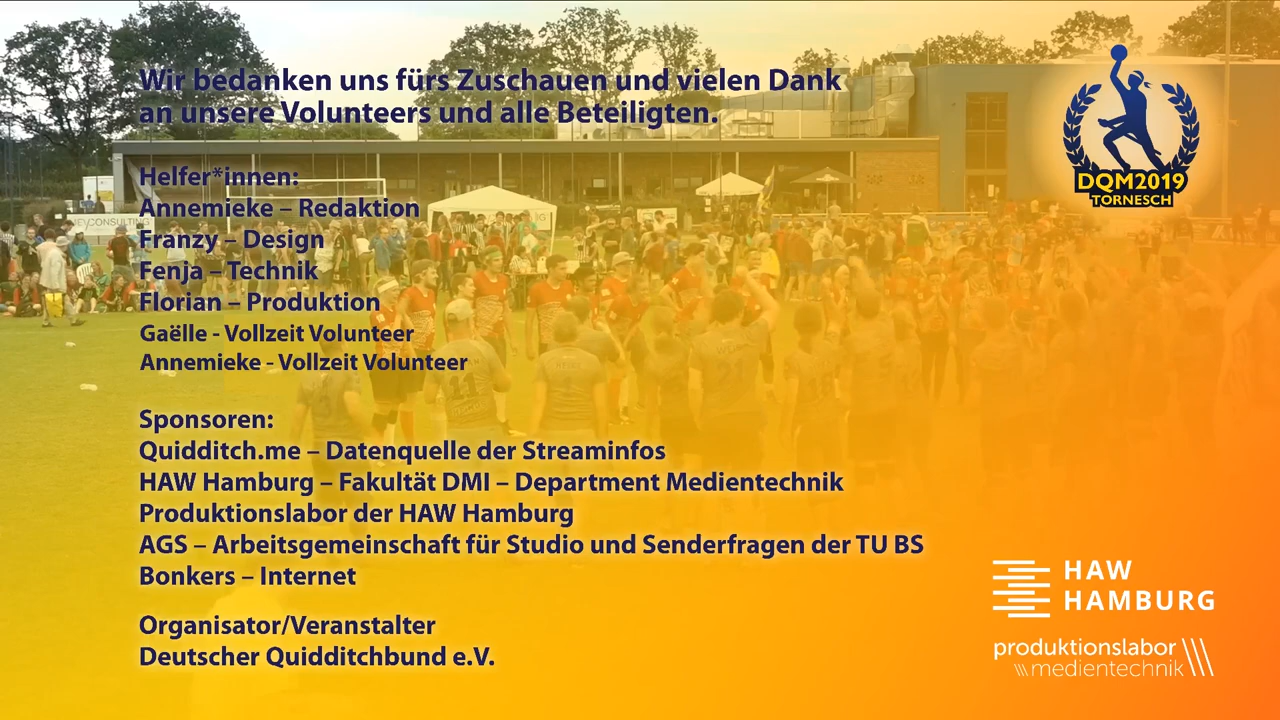 Wir bedanken uns fürs Zuschauen und vielen Dank
an unsere Volunteers und alle Beteiligten.
DQM2019
TORNESCH
Helfer*innen:
Annemieke – Redaktion
Franzy – Design
Fenja – Technik
Florian – Produktion
Gaëlle - Vollzeit Volunteer
Annemieke - Vollzeit Volunteer
Sponsoren:
Quidditch.me – Datenquelle der Streaminfos
HAW Hamburg – Fakultät DMI – Department Medientechnik
Produktionslabor der HAW Hamburg
AGS – Arbeitsgemeinschaft für Studio und Senderfragen der TU BS
Bonkers – Internet
Organisator/Veranstalter
Deutscher Quidditchbund e.V.
HAW
HAMBURG
produktionslabor
medientechnik